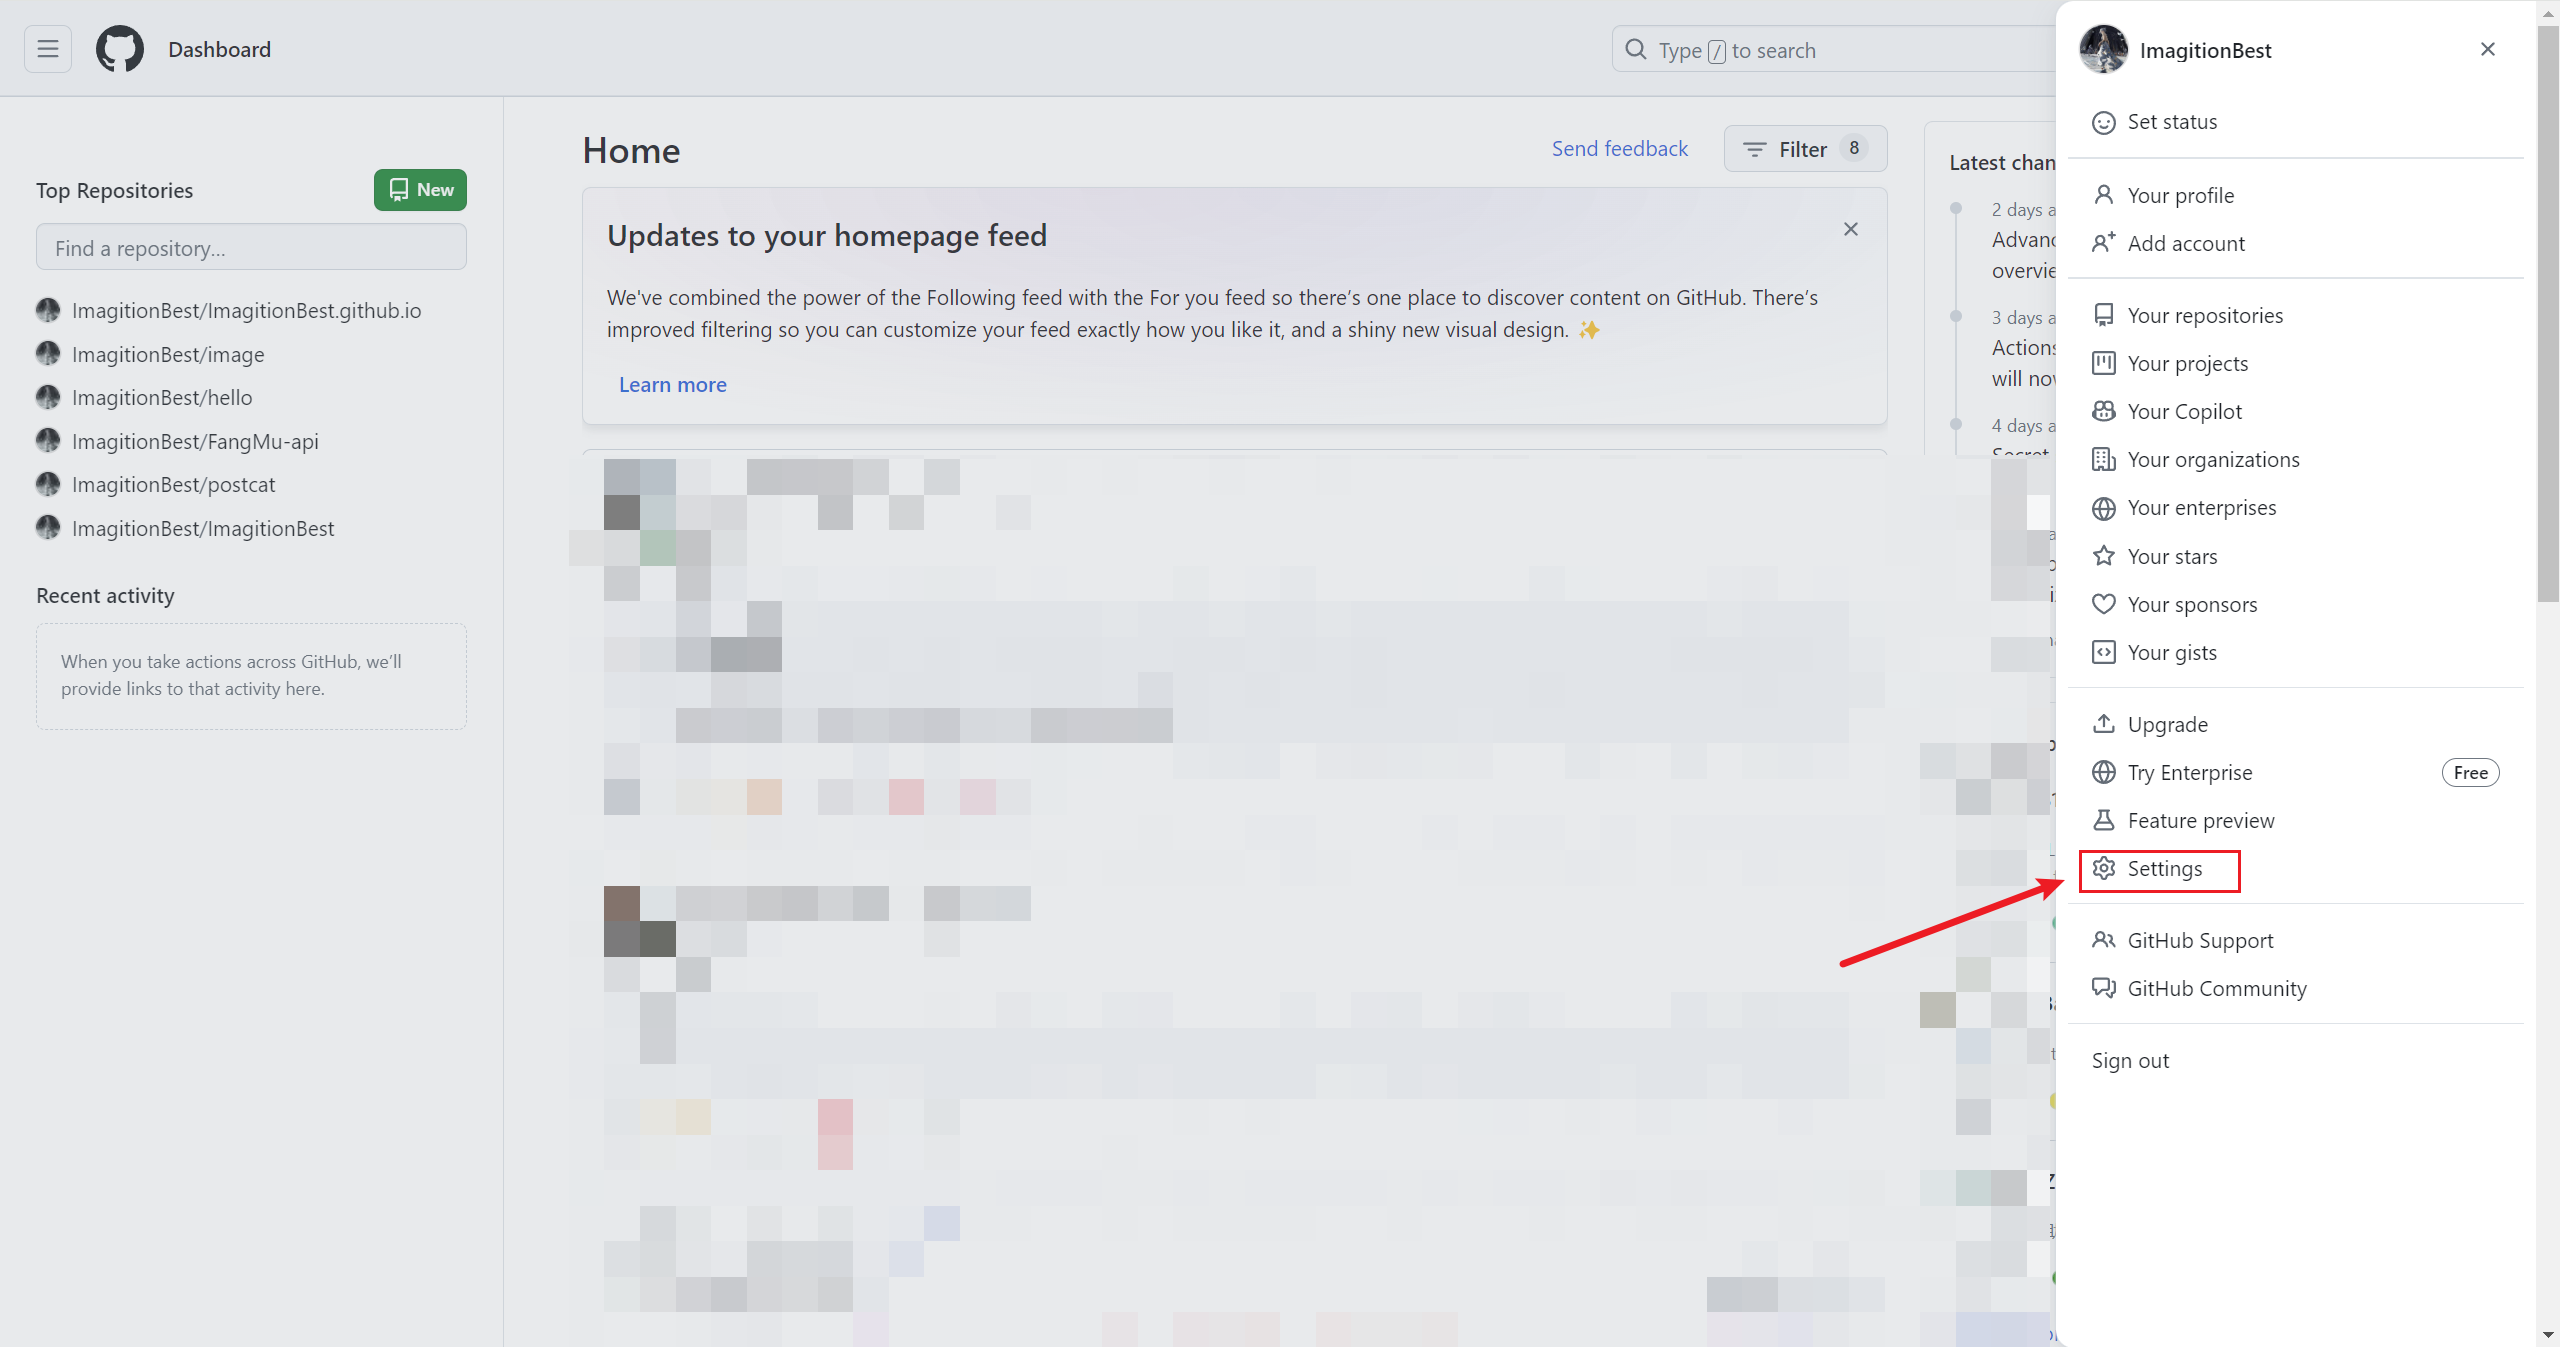 Dashboard
Type / to search
Top Repositories
New
Find a repository...
ImagitionBest/ImagitionBest.github.io
ImagitionBest/image
ImagitionBest/hello
ImagitionBest/FangMu-api
ImagitionBest/postcat
ImagitionBest/ImagitionBest
Recent activity
When you take actions across GitHub, we’ll
provide links to that activity here.
Home
Send feedback
Filter 8
Updates to your homepage feed
We've combined the power of the Following feed with the For you feed so there’s one place to discover content on GitHub. There’s
improved filtering so you can customize your feed exactly how you like it, and a shiny new visual design. ✨
Learn more
Latest chan
2 days a
Advanc
overvie
3 days a
Actions
will now
4 days a
Secret
ImagitionBest
Set status
Your profile
Add account
Your repositories
Your projects
Your Copilot
Your organizations
Your enterprises
Your stars
Your sponsors
Your gists
Upgrade
Try Enterprise Free
Feature preview
Settings
GitHub Support
GitHub Community
Sign out